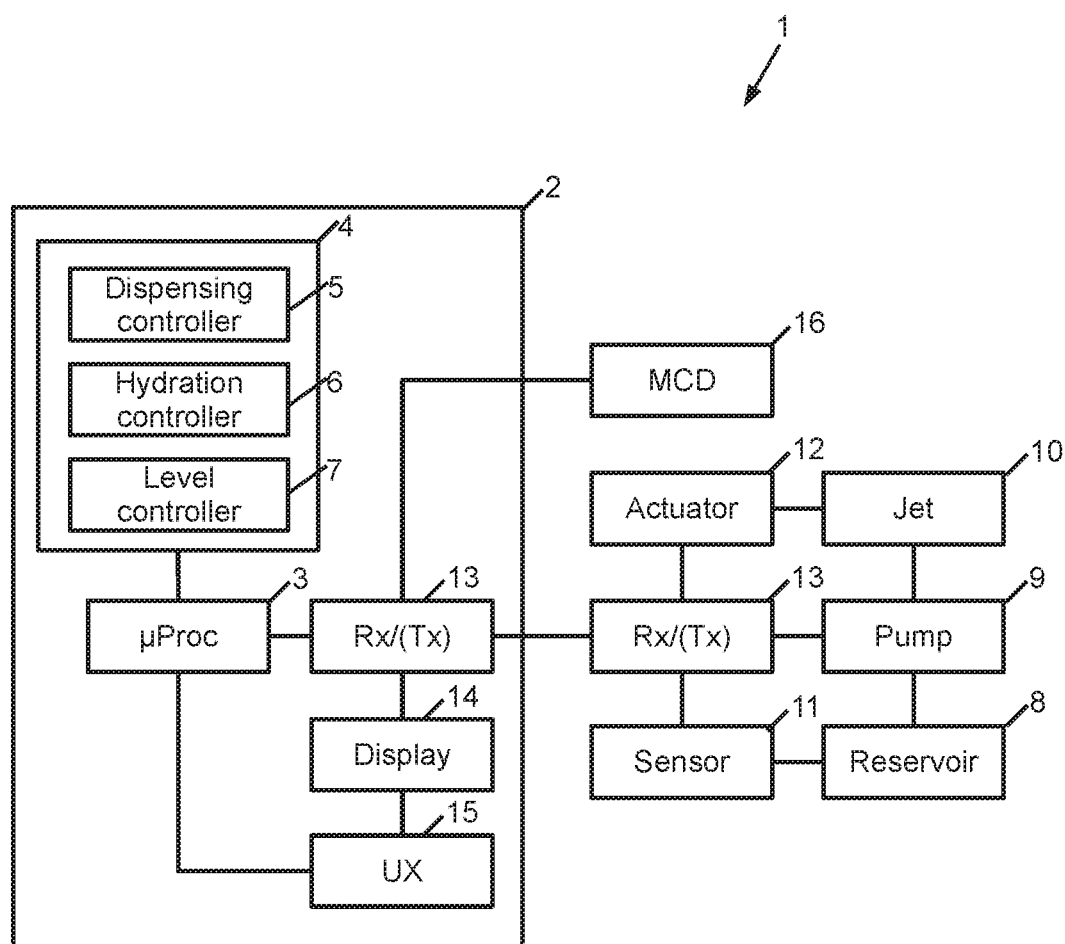 1
2
4
Dispensing
controller
5
Hydration
controller
6
Level
controller
7
16
MCD
12
Actuator
10
Jet
3
µProc
13
Rx/(Tx)
13
Rx/(Tx)
9
Pump
14
Display
11
Sensor
8
Reservoir
15
UX